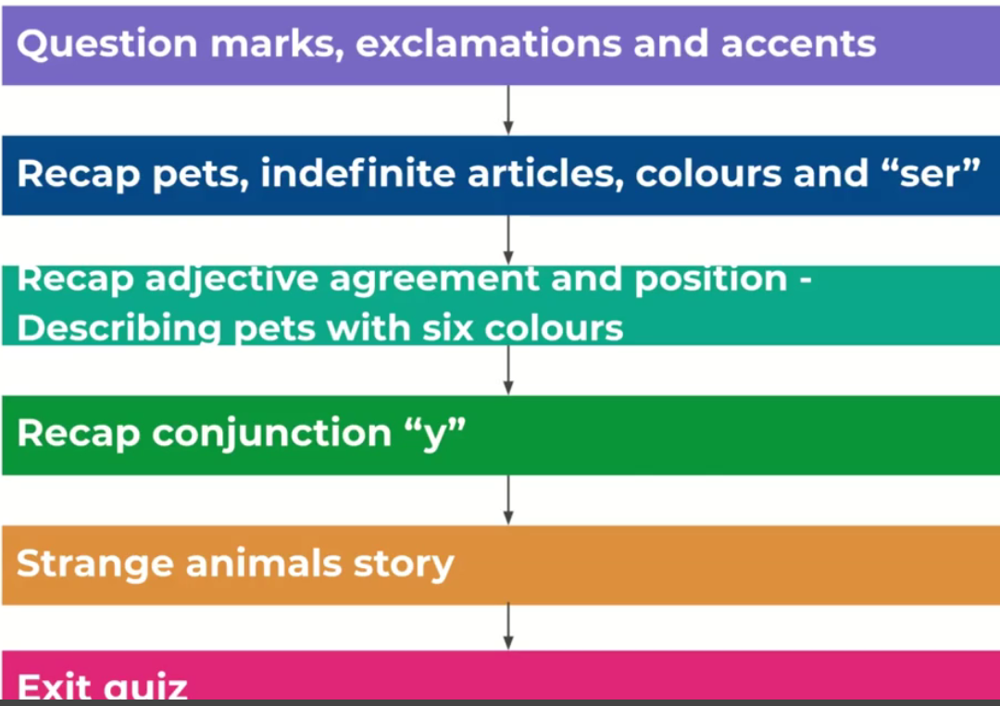 Question marks, exclamations and accents
Recap pets, indefinite articles, colours and “ser”
Recap adjective agreement and position -
Describing pets with six colours
Recap conjunction “y”
Strange animals story
Exit quiz